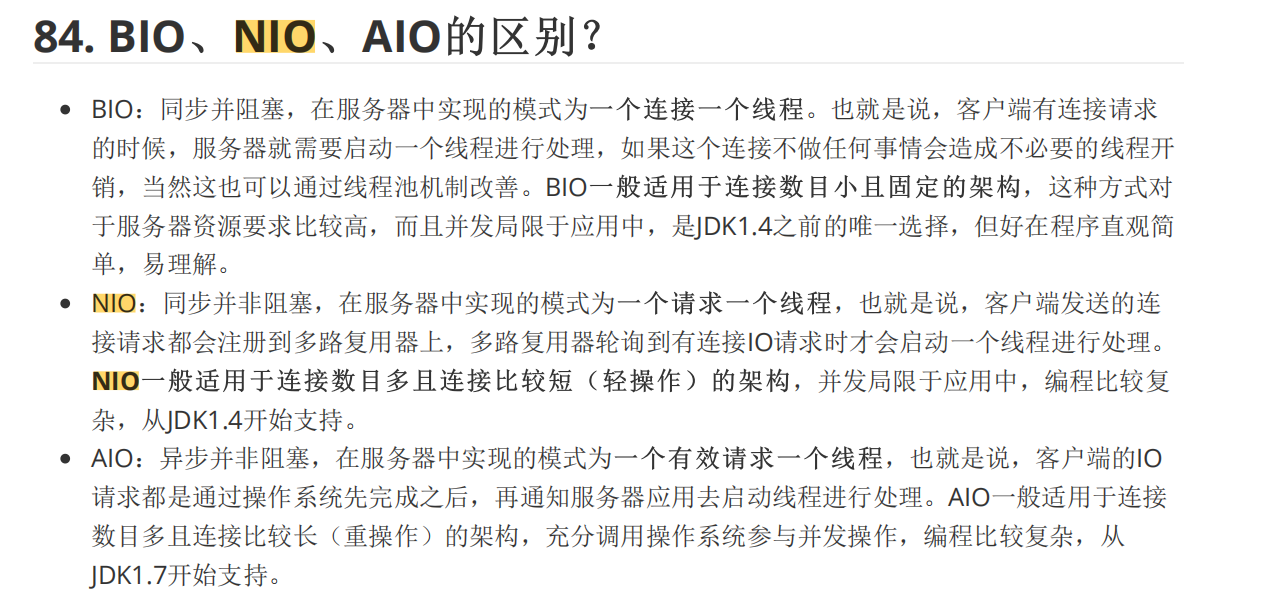 84. BIO、NIO、AIO的区别？
BIO：同步并阻塞，在服务器中实现的模式为一个连接一个线程。也就是说，客户端有连接请求
的时候，服务器就需要启动一个线程进行处理，如果这个连接不做任何事情会造成不必要的线程开
销，当然这也可以通过线程池机制改善。BIO一般适用于连接数目小且固定的架构，这种方式对
于服务器资源要求比较高，而且并发局限于应用中，是JDK1.4之前的唯一选择，但好在程序直观简
单，易理解。
NIO：同步并非阻塞，在服务器中实现的模式为一个请求一个线程，也就是说，客户端发送的连
接请求都会注册到多路复用器上，多路复用器轮询到有连接IO请求时才会启动一个线程进行处理。
NIO一般适用于连接数目多且连接比较短（轻操作）的架构，并发局限于应用中，编程比较复
杂，从JDK1.4开始支持。
AIO：异步并非阻塞，在服务器中实现的模式为一个有效请求一个线程，也就是说，客户端的IO
请求都是通过操作系统先完成之后，再通知服务器应用去启动线程进行处理。AIO一般适用于连接
数目多且连接比较长（重操作）的架构，充分调用操作系统参与并发操作，编程比较复杂，从
JDK1.7开始支持。